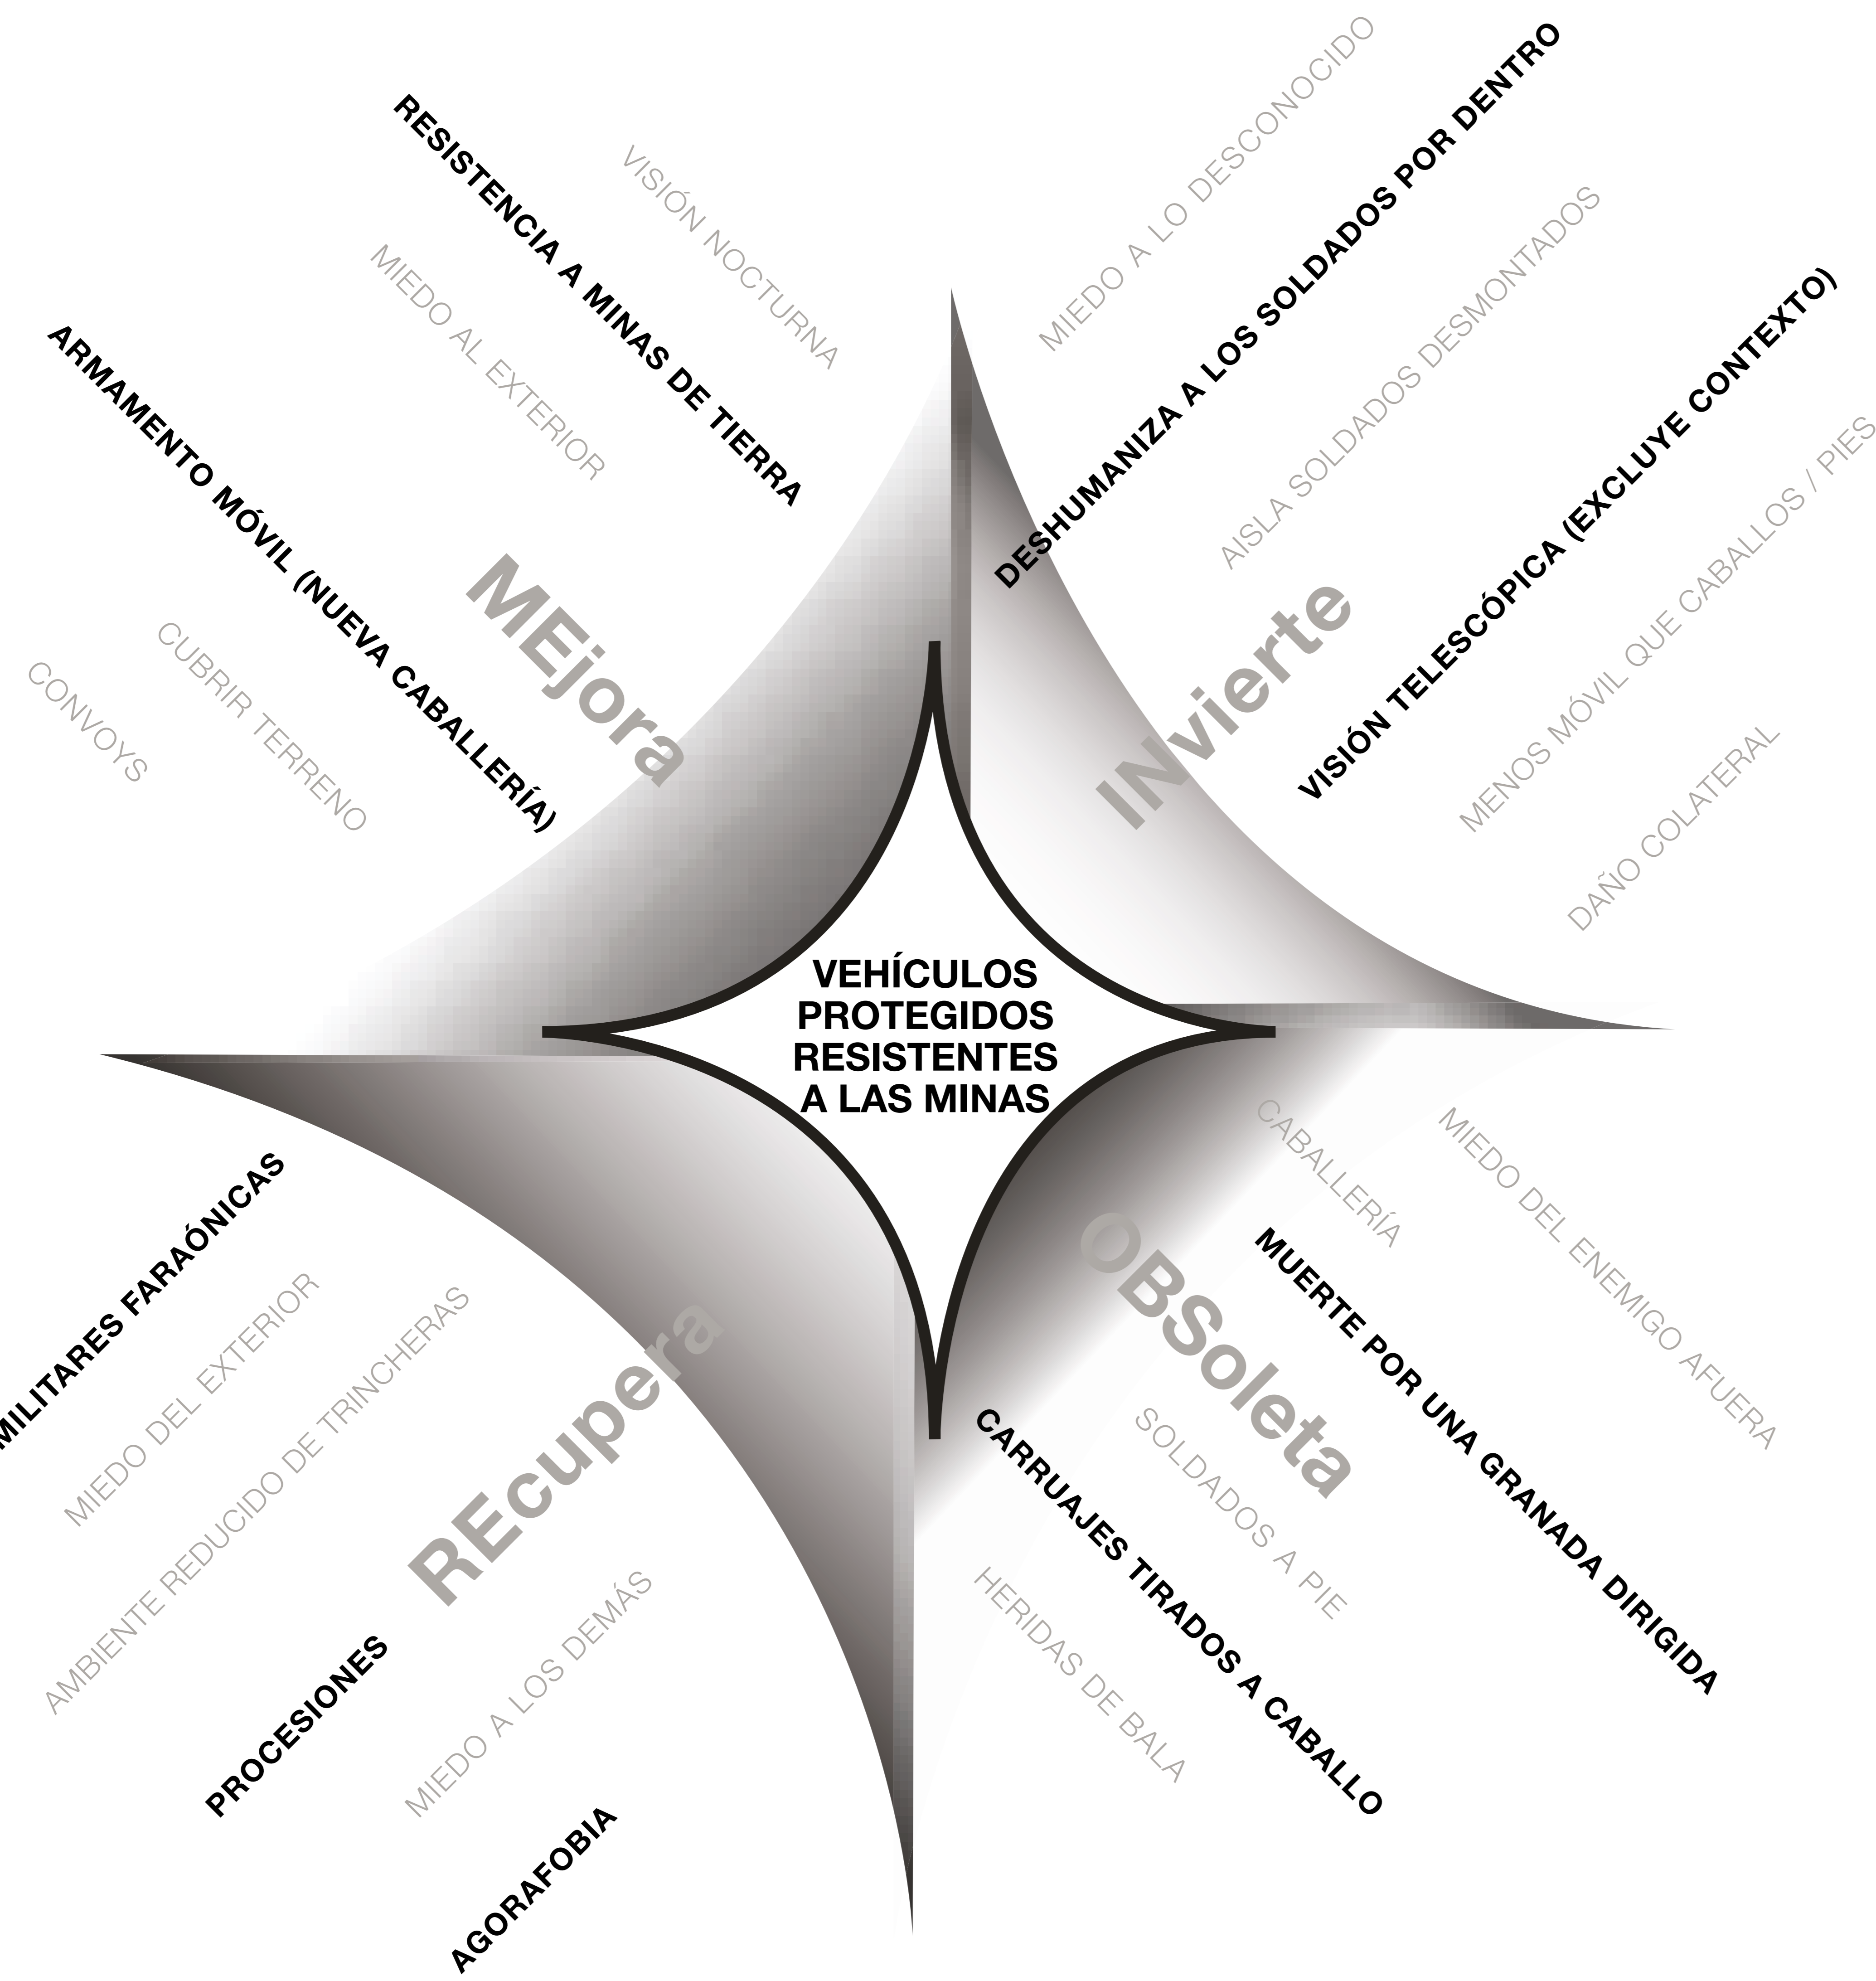 RESISTENCIA A MINAS DE TIERRA
VISIÓN NOCTURNA
MIEDO AL EXTERIOR
ARMAMENTO MÓVIL (NUEVA CABALLERÍA)
CUBRIR TERRENO
CONVOYS
MEjora
MIEDO A LO DESCONOCIDO
DESHUMANIZA A LOS SOLDADOS POR DENTRO
AISLA SOLDADOS DESMONTADOS
VISIÓN TELESCÓPICA (EXCLUYE CONTEXTO)
MENOS MÓVIL QUE CABALLOS / PIES
DAÑO COLATERAL
INvierte
VEHÍCULOS
PROTEGIDOS
RESISTENTES
A LAS MINAS
MILITARES FARAÓNICAS
MIEDO DEL EXTERIOR
AMBIENTE REDUCIDO DE TRINCHERAS
REcupera
PROCESIONES
MIEDO A LOS DEMÁS
AGORAFOBIA
CABALLERÍA
MIEDO DEL ENEMIGO AFUERA
MUERTE POR UNA GRANADA DIRIGIDA
OBSoleta
SOLDADOS A PIE
CARRUAJES TIRADOS A CABALLO
HERIDAS DE BALA